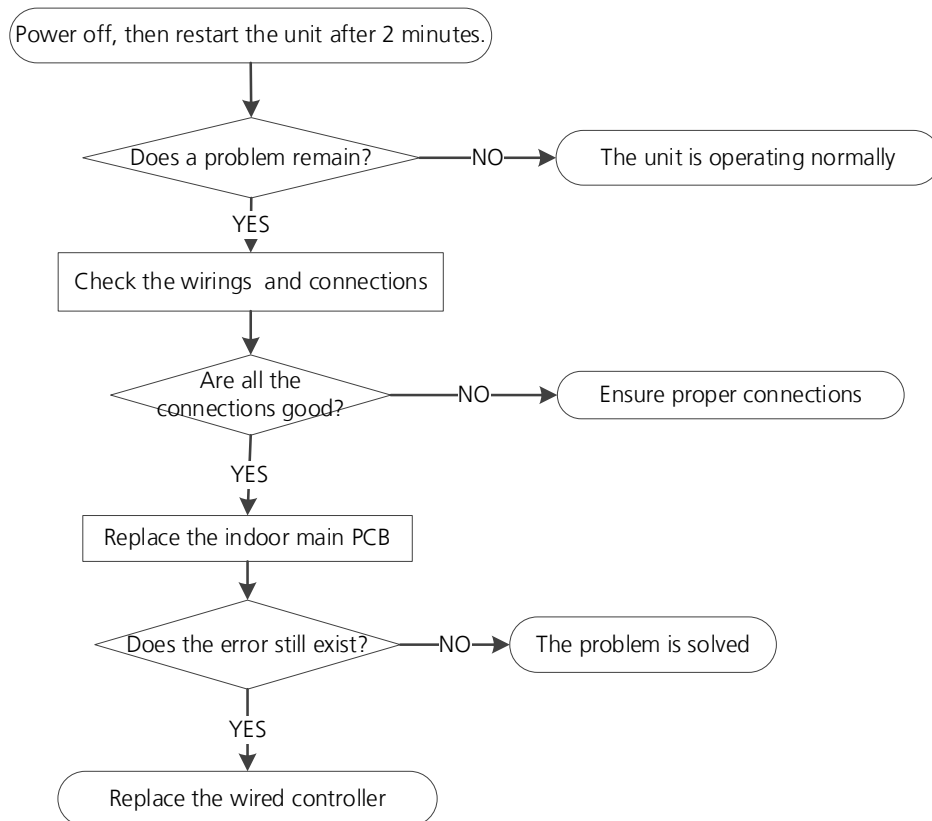 Power off, then restart the unit after 2 minutes.
Does a problem remain?
NO
The unit is operating normally
YES
Check the wirings  and connections
Are all the
connections good?
NO
Ensure proper connections
YES
Replace the indoor main PCB
Does the error still exist?
NO
The problem is solved
YES
Replace the wired controller